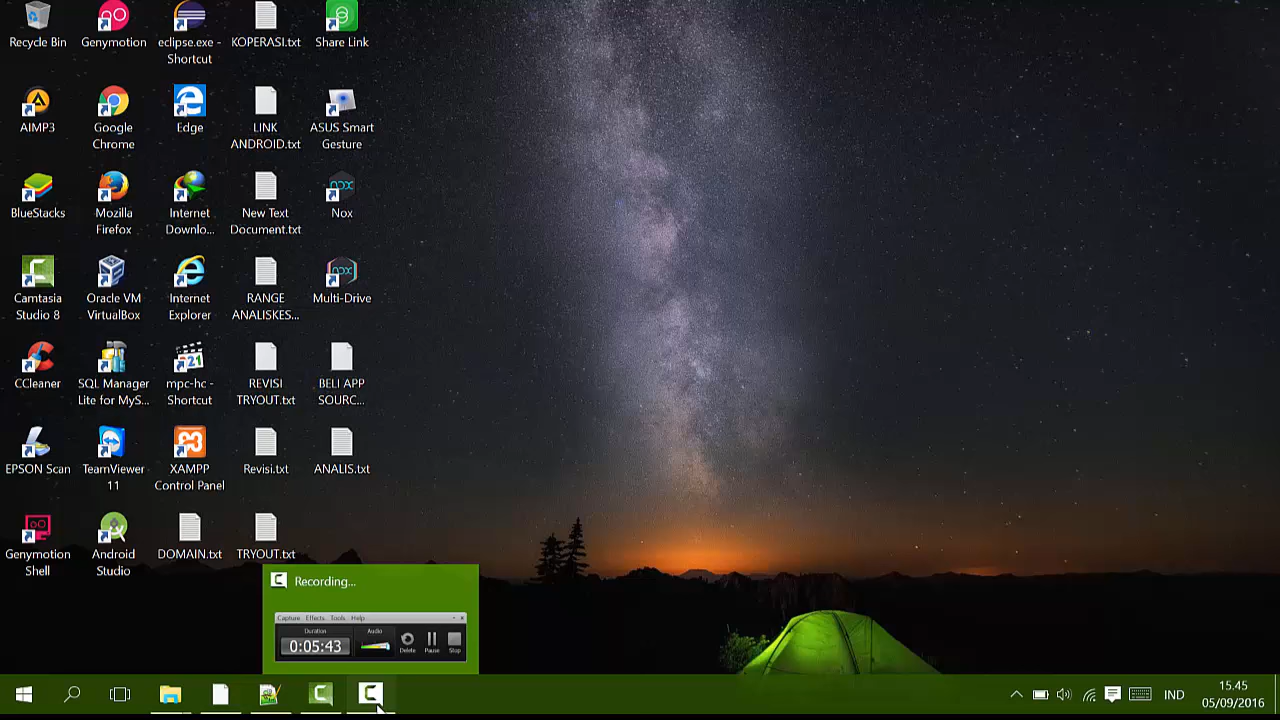 Recycle Bin
Genymotion
eclipse.exe -
Shortcut
KOPERASI.txt
Share Link
AIMP3
Google
Chrome
Edge
LINK
ANDROID.txt
ASUS Smart
Gesture
BlueStacks
Mozilla
Firefox
Internet
Downlo...
New Text
Document.txt
Nox
Camtasia
Studio 8
Oracle VM
VirtualBox
Internet
Explorer
RANGE
ANALISKES...
Multi-Drive
CCleaner
SQL Manager
Lite for MyS...
mpc-hc -
Shortcut
REVISI
TRYOUT.txt
BELI APP
SOURC...
EPSON Scan
TeamViewer
11
XAMPP
Control Panel
Revisi.txt
ANALIS.txt
Genymotion
Shell
Android
Studio
DOMAIN.txt
TRYOUT.txt
Recording...
Capture Effects Tools Help
Duration
Audio
0:05:43
Delete
Pause
Stop
IND
15.45
05/09/2016